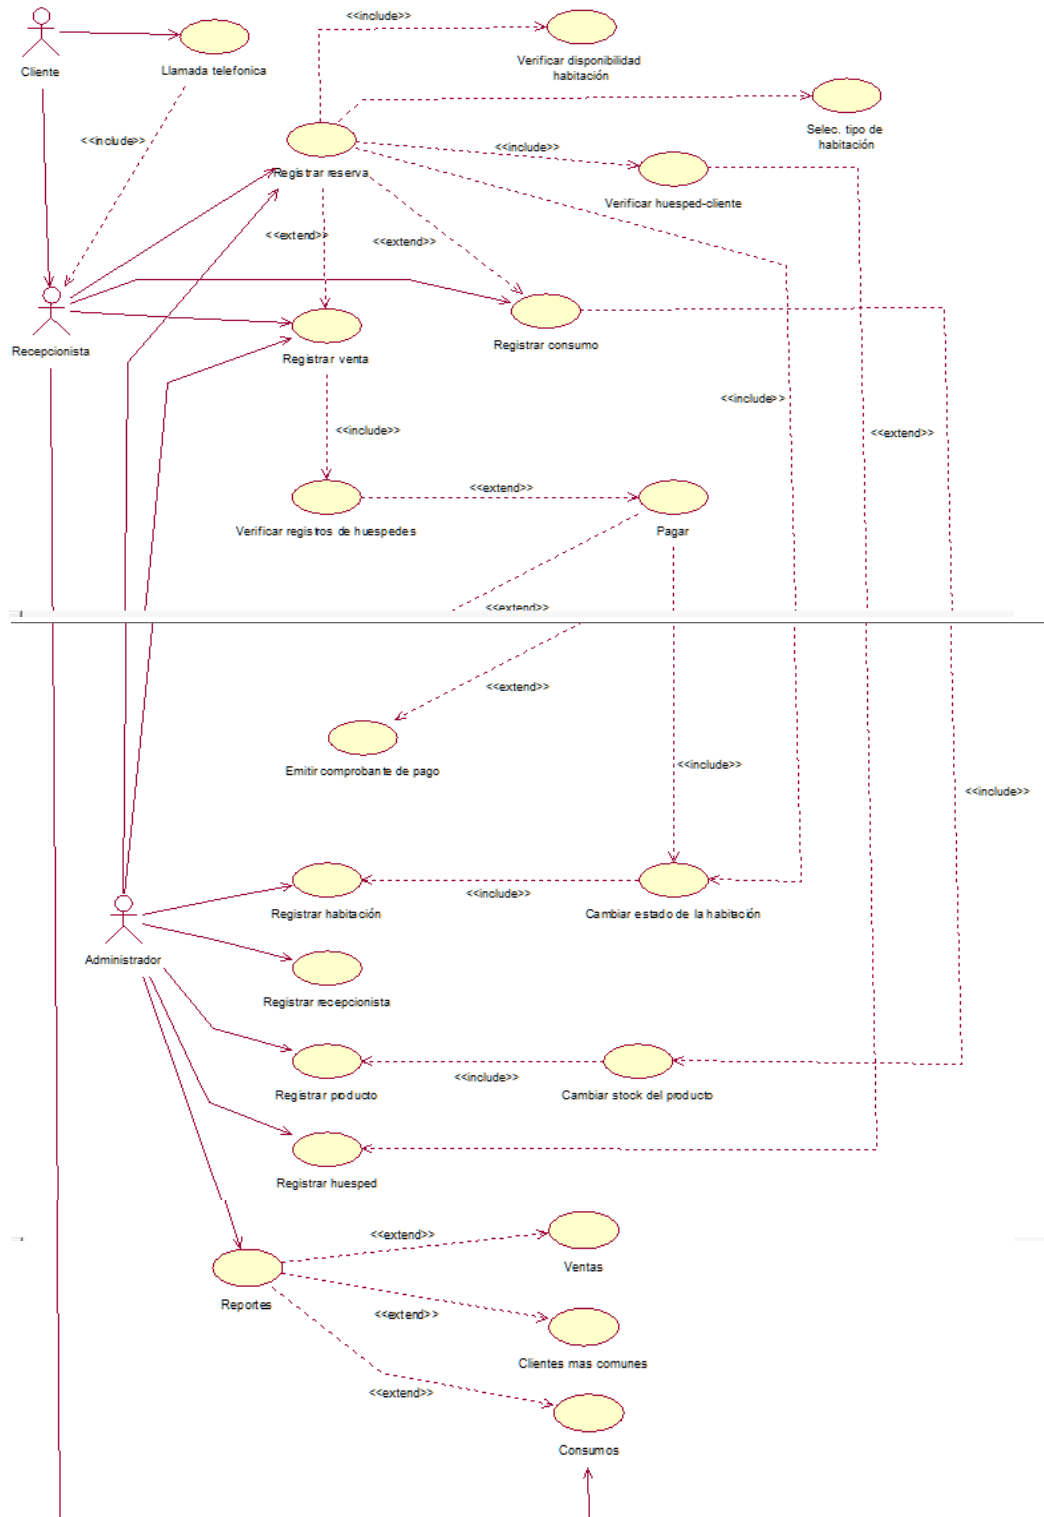 <<include>>
Verificar disponibilidad
habitación
Cliente
Llamada telefonica
<<include>>
Selec. tipo de
habitación
<<include>>
Registrar reserva
Verificar huesped-cliente
<<extend>>
<<extend>>
Recepcionista
Registrar venta
Registrar consumo
<<include>>
<<include>>
<<extend>>
<<extend>>
Verificar registros de huespedes
Pagar
<<extend>>
<<extend>>
Emitir comprobante de pago
<<include>>
<<include>>
<<include>>
Registrar habitación
Cambiar estado de la habitación
Administrador
Registrar recepcionista
<<include>>
Registrar producto
Cambiar stock del producto
Registrar huesped
<<extend>>
Ventas
Reportes
<<extend>>
Clientes mas comunes
<<extend>>
Consumos